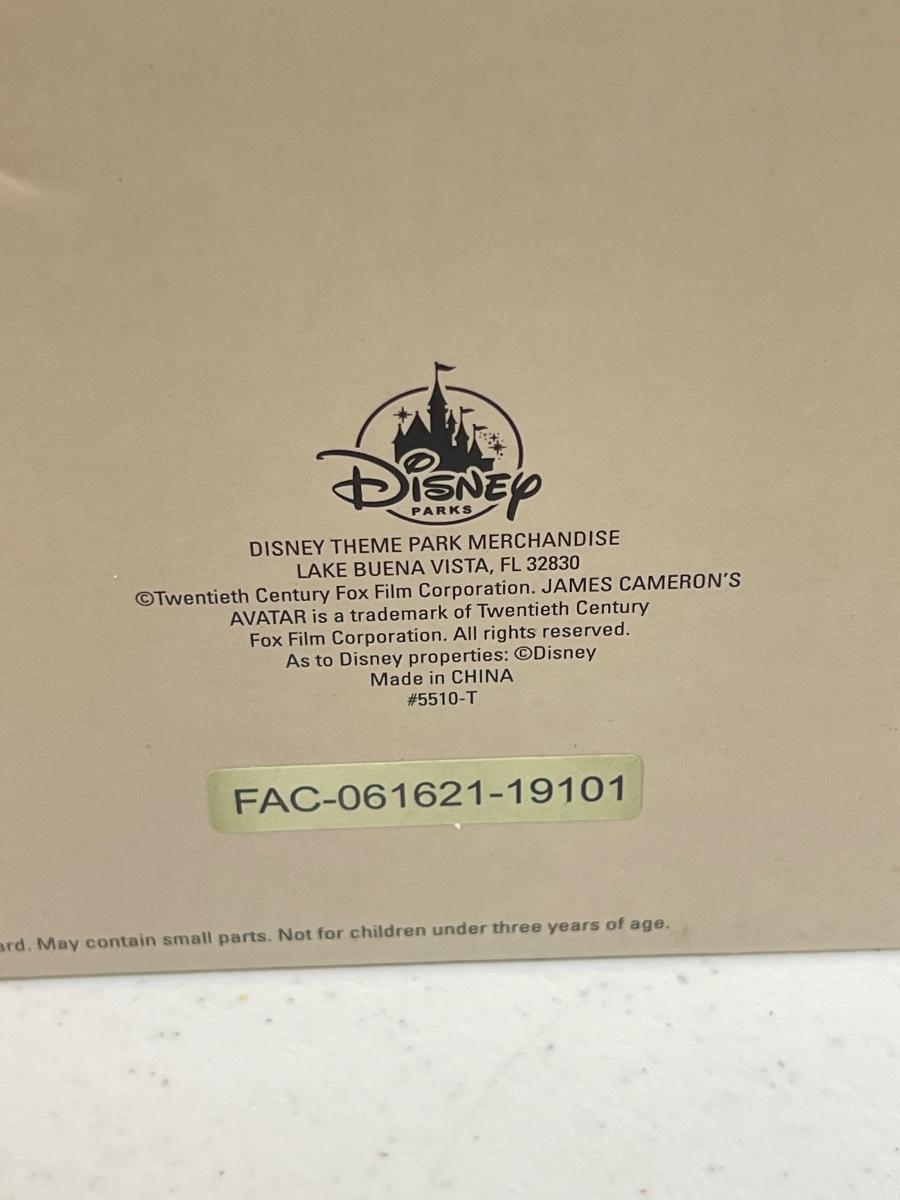 Disney
PARKS
DISNEY THEME PARK MERCHANDISE
LAKE BUENA VISTA, FL 32830
©Twentieth Century Fox Film Corporation. JAMES CAMERON'S
AVATAR is a trademark of Twentieth Century
Fox Film Corporation. All rights reserved.
As to Disney properties: ©Disney
Made in CHINA
#5510-T
FAC-061621-19101
May contain small parts. Not for children under three years of age.